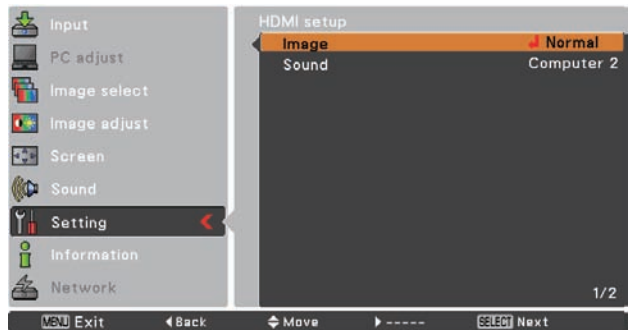 Input
PC adjust
Image select
Image adjust
Screen
Sound
Setting
Information
Network
HDMI setup
Image Normal
Sound Computer 2
1/2
MENU Exit Back Move ----- SELECT Next